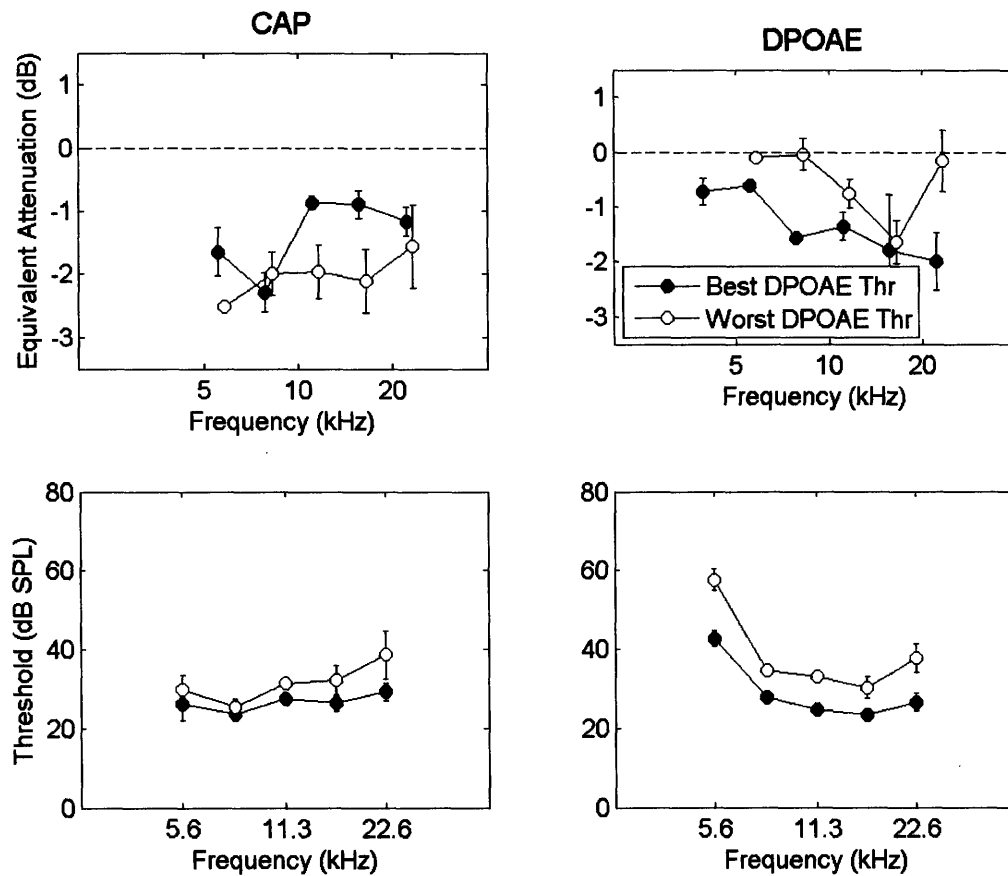 CAP
Equivalent Attenuation (dB)
1
0
-1
-2
-3
5 10 20
Frequency (kHz)
DPOAE
1
0
-1
-2
-3
Best DPOAE Thr
Worst DPOAE Thr
5 10 20
Frequency (kHz)
Threshold (dB SPL)
80
60
40
20
0
5.6 11.3 22.6
Frequency (kHz)
80
60
40
20
0
5.6 11.3 22.6
Frequency (kHz)